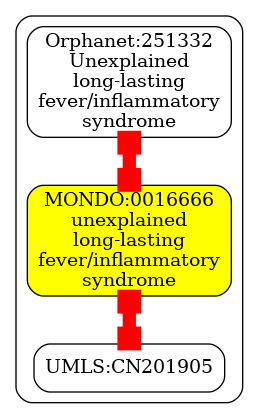 Orphanet:251332
Unexplained
long-lasting
fever/inflammatory
syndrome
MONDO:0016666
unexplained
long-lasting
fever/inflammatory
syndrome
UMLS:CN201905